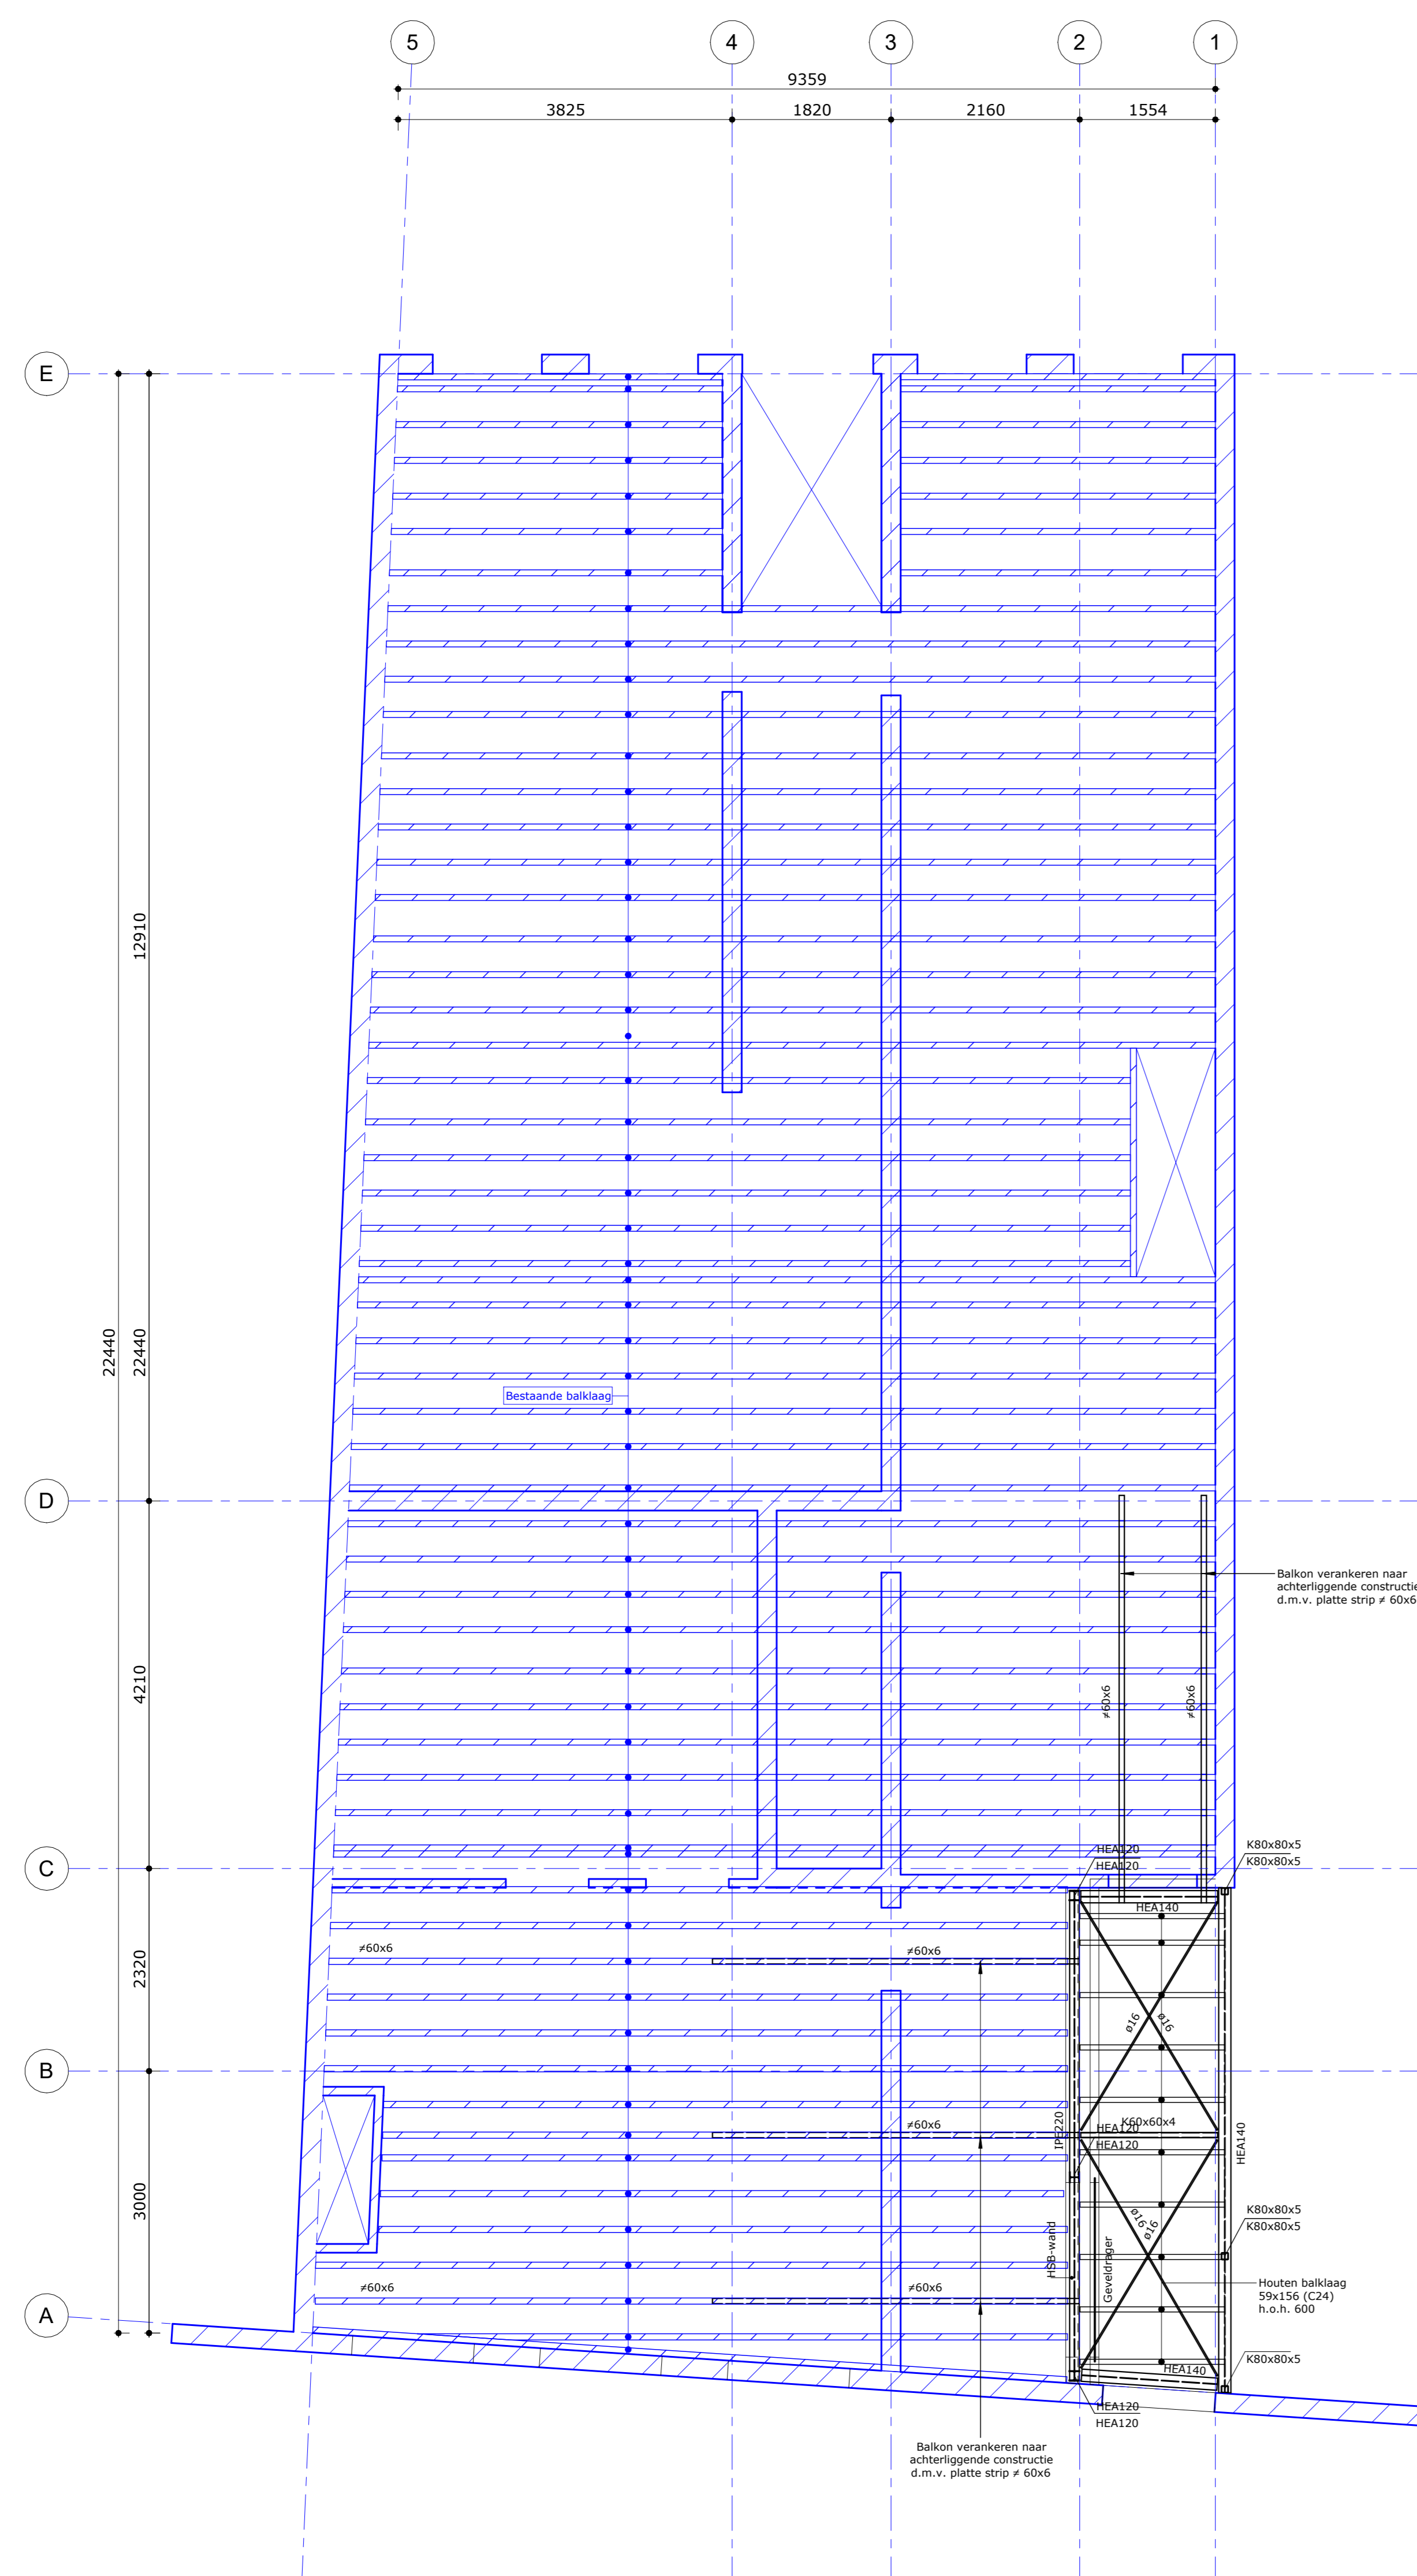 5
4
3
2
1
9359
3825
1820
2160
1554
E
12910
22440
22440
Bestaande balklaag
D
Balkon verankeren naar
achterliggende constructie
d.m.v. platte strip ≠ 60x6
≠60x6
≠60x6
4210
C
HEA120
HEA120
K80x80x5
K80x80x5
HEA140
≠60x6
≠60x6
2320
ø16
ø16
B
≠60x6
IPE220
K60x60x4
HEA120
HEA120
HEA140
3000
K80x80x5
K80x80x5
ø16
ø16
HSB-wand
Geveldrager
Houten balklaag
59x156 (C24)
h.o.h. 600
≠60x6
≠60x6
A
K80x80x5
HEA140
HEA120
HEA120
Balkon verankeren naar
achterliggende constructie
d.m.v. platte strip ≠ 60x6